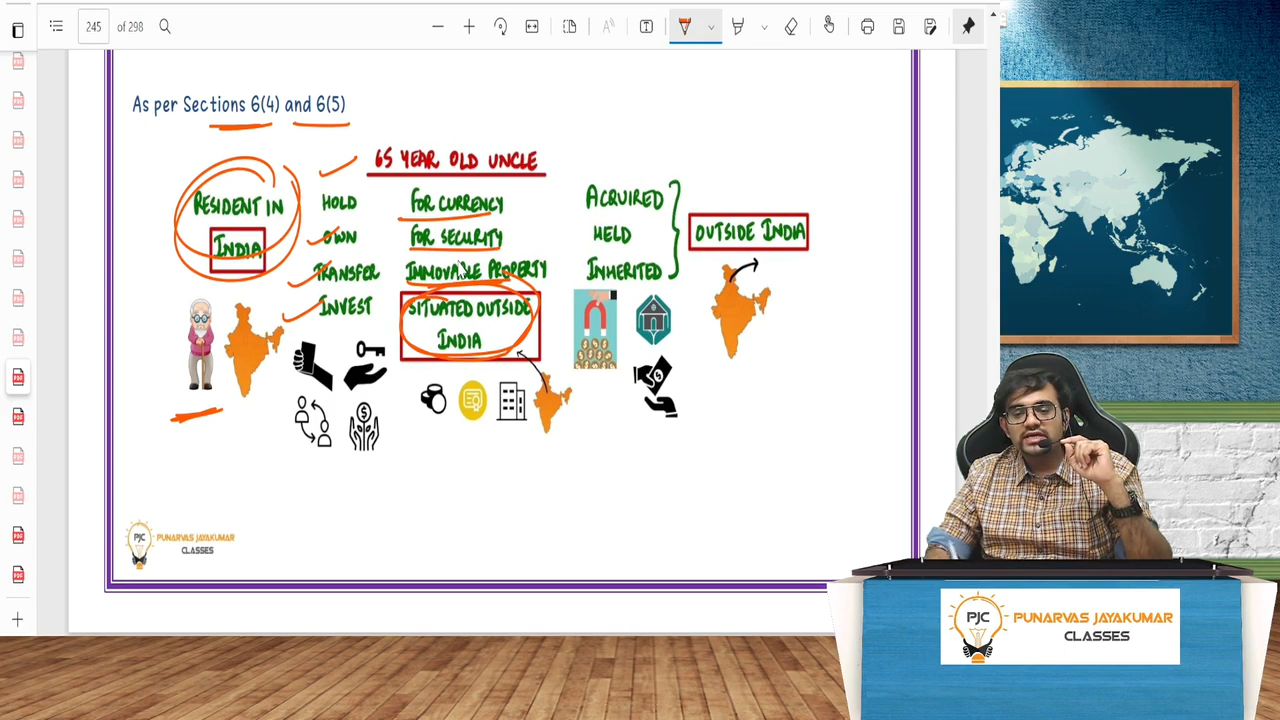 245 of 298
As per Sections 6(4) and 6(5)
65 YEAR OLD UNCLE
RESIDENT IN
INDIA
HOLD
OWN
TRANSFER
INVEST
FOR CURRENCY
FOR SECURITY
IMMOVABLE PROPERTY
SITUATED OUTSIDE
INDIA
ACQUIRED
HELD
INHERITED
OUTSIDE INDIA
PJC PUNARVAS JAYAKUMAR
CLASSES
PJC PUNARVAS JAYAKUMAR
CLASSES